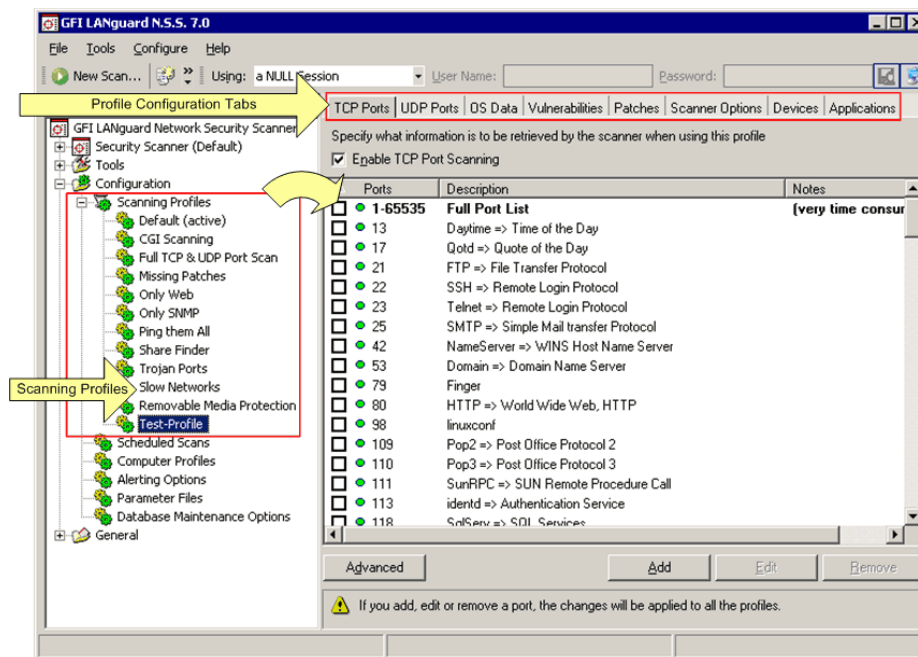 GFI LANguard N.S.S. 7.0
File Tools Configure Help
New Scan... » Using: a NULL Session User Name: Password:
Profile Configuration Tabs
TCP Ports UDP Ports OS Data Vulnerabilities Patches Scanner Options Devices Applications
GFI LANguard Network Security Scanner
Security Scanner (Default)
Tools
Configuration
Scanning Profiles
Default (active)
CGI Scanning
Full TCP & UDP Port Scan
Missing Patches
Only Web
Only SNMP
Ping them All
Share Finder
Trojan Ports
Slow Networks
Removable Media Protection
Test-Profile
Scheduled Scans
Computer Profiles
Alerting Options
Parameter Files
Database Maintenance Options
General
Scanning Profiles
Specify what information is to be retrieved by the scanner when using this profile
Enable TCP Port Scanning
Ports Description Notes
1-65535 Full Port List (very time consur
13 Daytime => Time of the Day
17 Qotd => Quote of the Day
21 FTP => File Transfer Protocol
22 SSH => Remote Login Protocol
23 Telnet => Remote Login Protocol
25 SMTP => Simple Mail transfer Protocol
42 NameServer => WINS Host Name Server
53 Domain => Domain Name Server
79 Finger
80 HTTP => World Wide Web, HTTP
98 linuxconf
109 Pop2 => Post Office Protocol 2
110 Pop3 => Post Office Protocol 3
111 SunRPC => SUN Remote Procedure Call
113 identd => Authentication Service
118 SqlServ => SQL Services
Advanced Add Edit Remove
If you add, edit or remove a port, the changes will be applied to all the profiles.